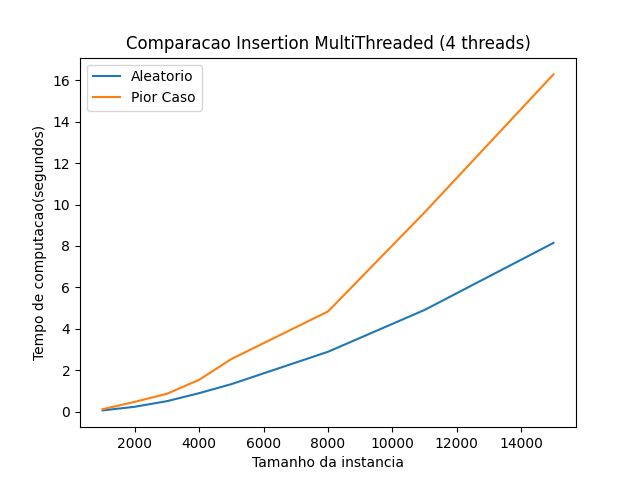 Comparacao Insertion MultiThreaded (4 threads)
Aleatorio
Pior Caso
Tempo de computacao(segundos)
16
14
12
10
8
6
4
2
0
2000 4000 6000 8000 10000 12000 14000
Tamanho da instancia